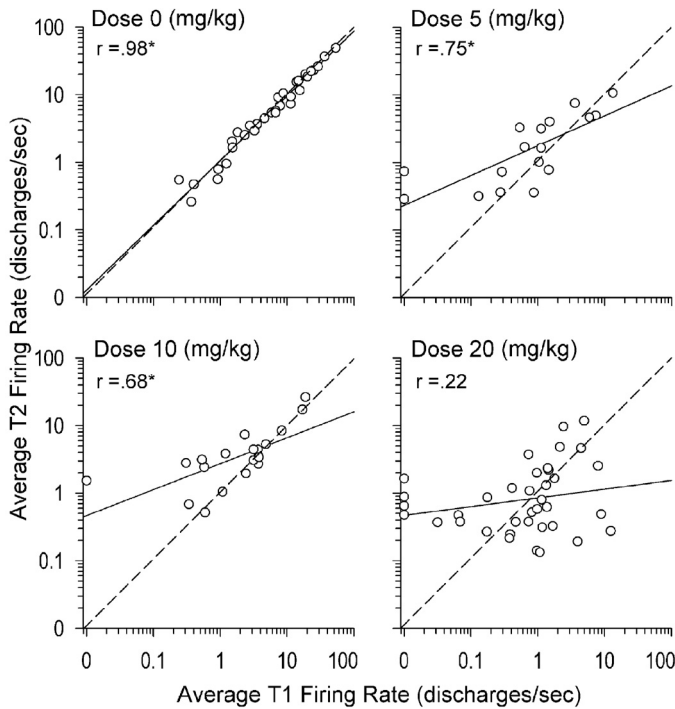 Dose 0 (mg/kg)
r =.98*
Dose 5 (mg/kg)
r =.75*
100
10
1
0.1
0
Dose 10 (mg/kg)
r =.68*
Dose 20 (mg/kg)
r =.22
100
10
1
0.1
0
0 0.1 1 10 100
0 0.1 1 10 100
Average T2 Firing Rate (discharges/sec)
Average T1 Firing Rate (discharges/sec)